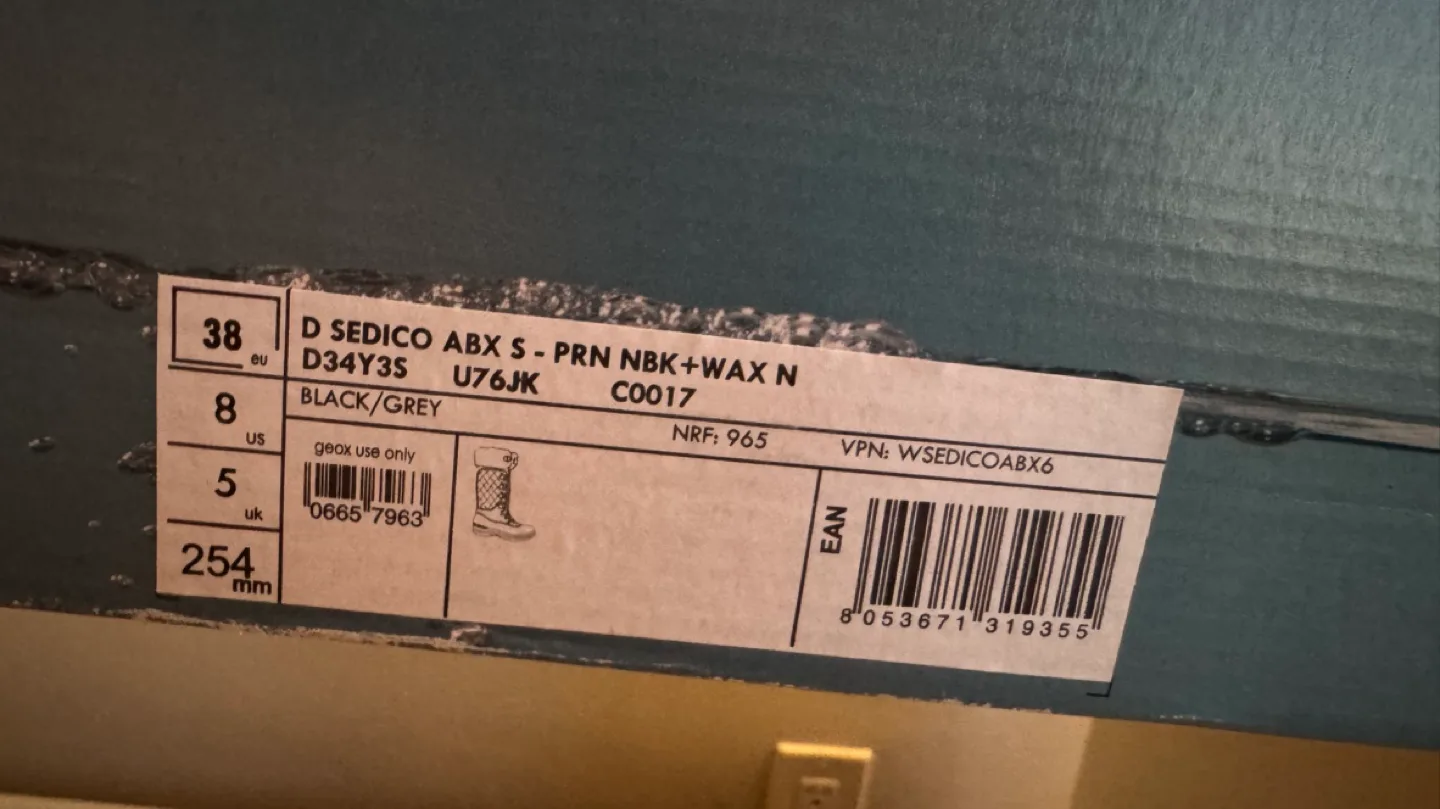 38 eu
8 us
5 uk
254 mm
D SEDICO ABX S - PRN NBK+WAX N
D34Y3S U76JK C0017
BLACK/GREY
NRF: 965 VPN: WSEDICOABX6
geox use only
0665 7963
EAN
8 053671 319355